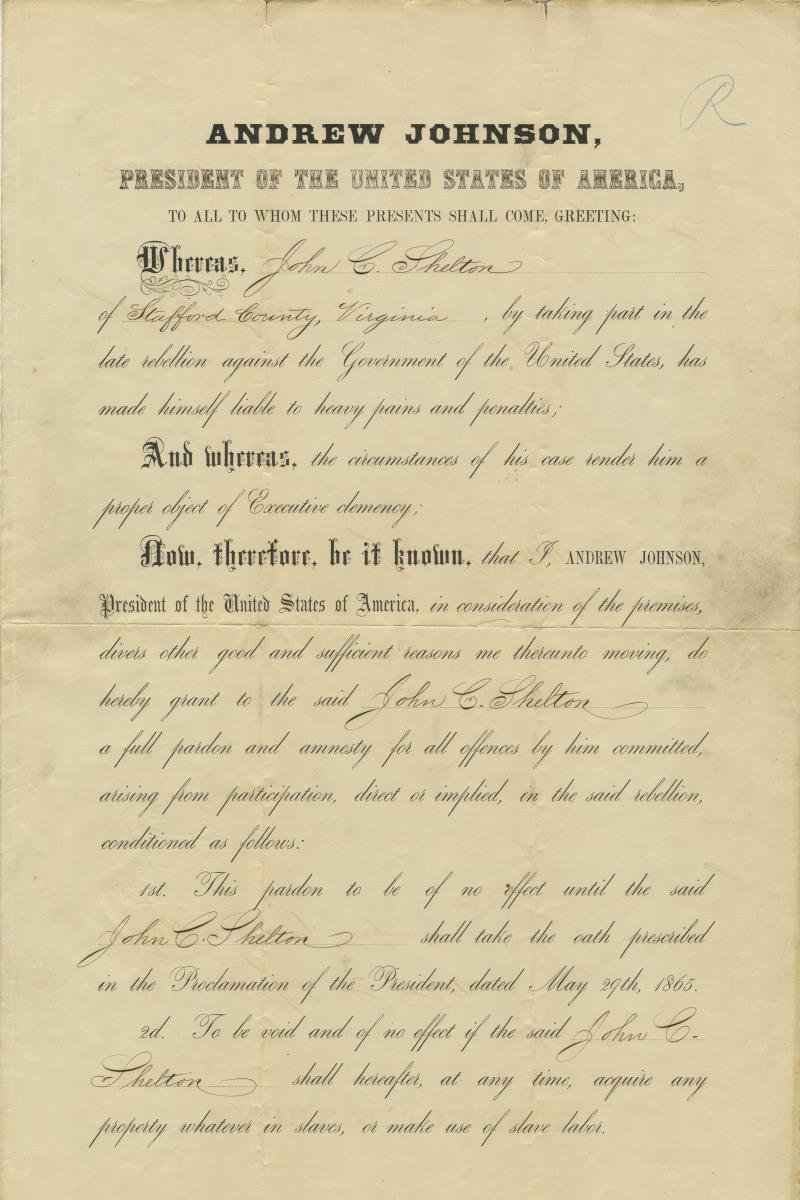 R
ANDREW JOHNSON,
PRESIDENT OF THE UNITED STATES OF AMERICA,
TO ALL TO WHOM THESE PRESENTS SHALL COME, GREETING:
Whereas, John C. Shelton
of Stafford County, Virginia, by taking part in the
late rebellion against the Government of the United States, has
made himself liable to heavy pains and penalties;
And whereas, the circumstances of his case render him a
proper object of Executive clemency;
Now, therefore, be it known, that I, ANDREW JOHNSON,
President of the United States of America, in consideration of the premises,
divers other good and sufficient reasons me thereunto moving, do
hereby grant to the said John C. Shelton
a full pardon and amnesty for all offences by him committed,
arising from participation, direct or implied, in the said rebellion,
conditioned as follows:
1st. This pardon to be of no effect until the said
John C. Shelton shall take the oath prescribed
in the Proclamation of the President, dated May 29th, 1865.
2d. To be void and of no effect if the said John C.
Shelton shall hereafter, at any time, acquire any
property whatever in slaves, or make use of slave labor.